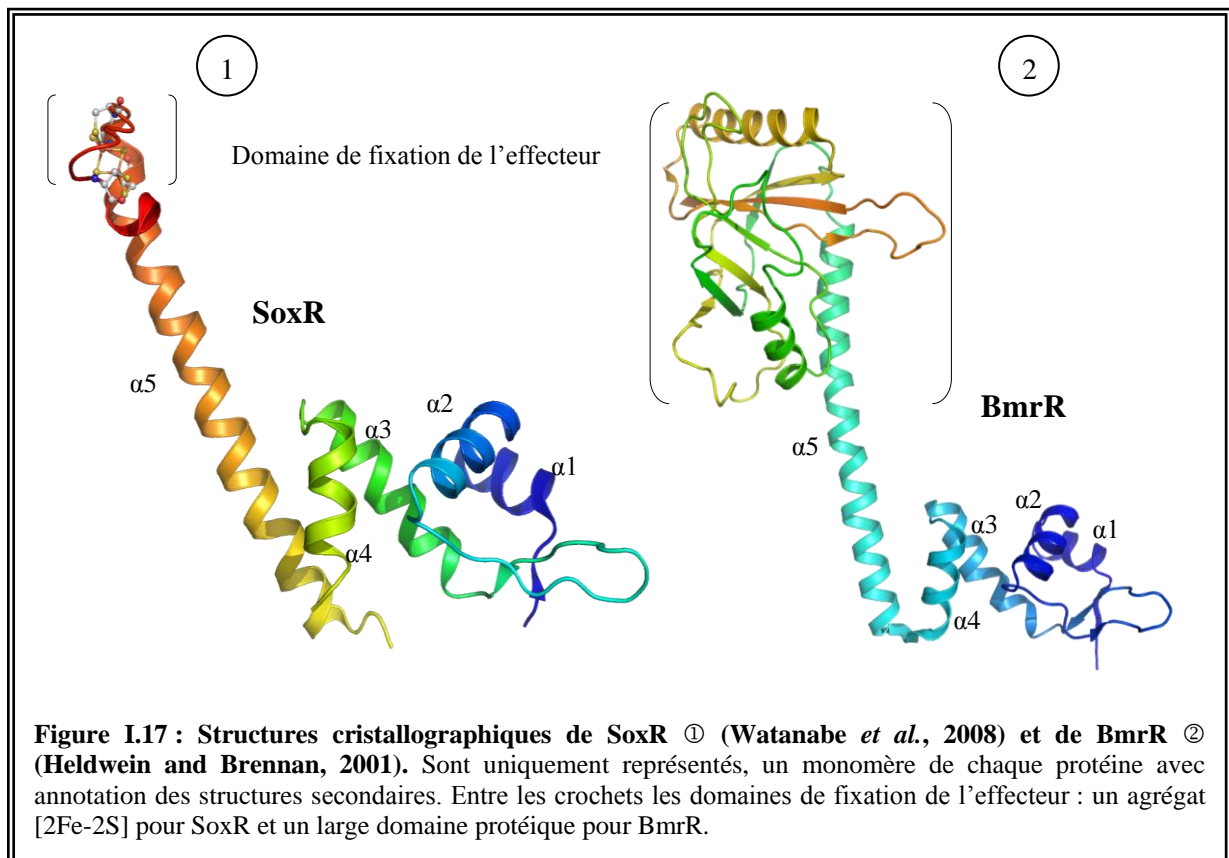 1
2
Domaine de fixation de l’effecteur
SoxR
α5
α2
α3
α1
α4
BmrR
α5
α2
α3
α1
α4
Figure I.17 : Structures cristallographiques de SoxR ① (Watanabe et al., 2008) et de BmrR ②
(Heldwein and Brennan, 2001). Sont uniquement représentés, un monomère de chaque protéine avec
annotation des structures secondaires. Entre les crochets les domaines de fixation de l’effecteur : un agrégat
[2Fe-2S] pour SoxR et un large domaine protéique pour BmrR.